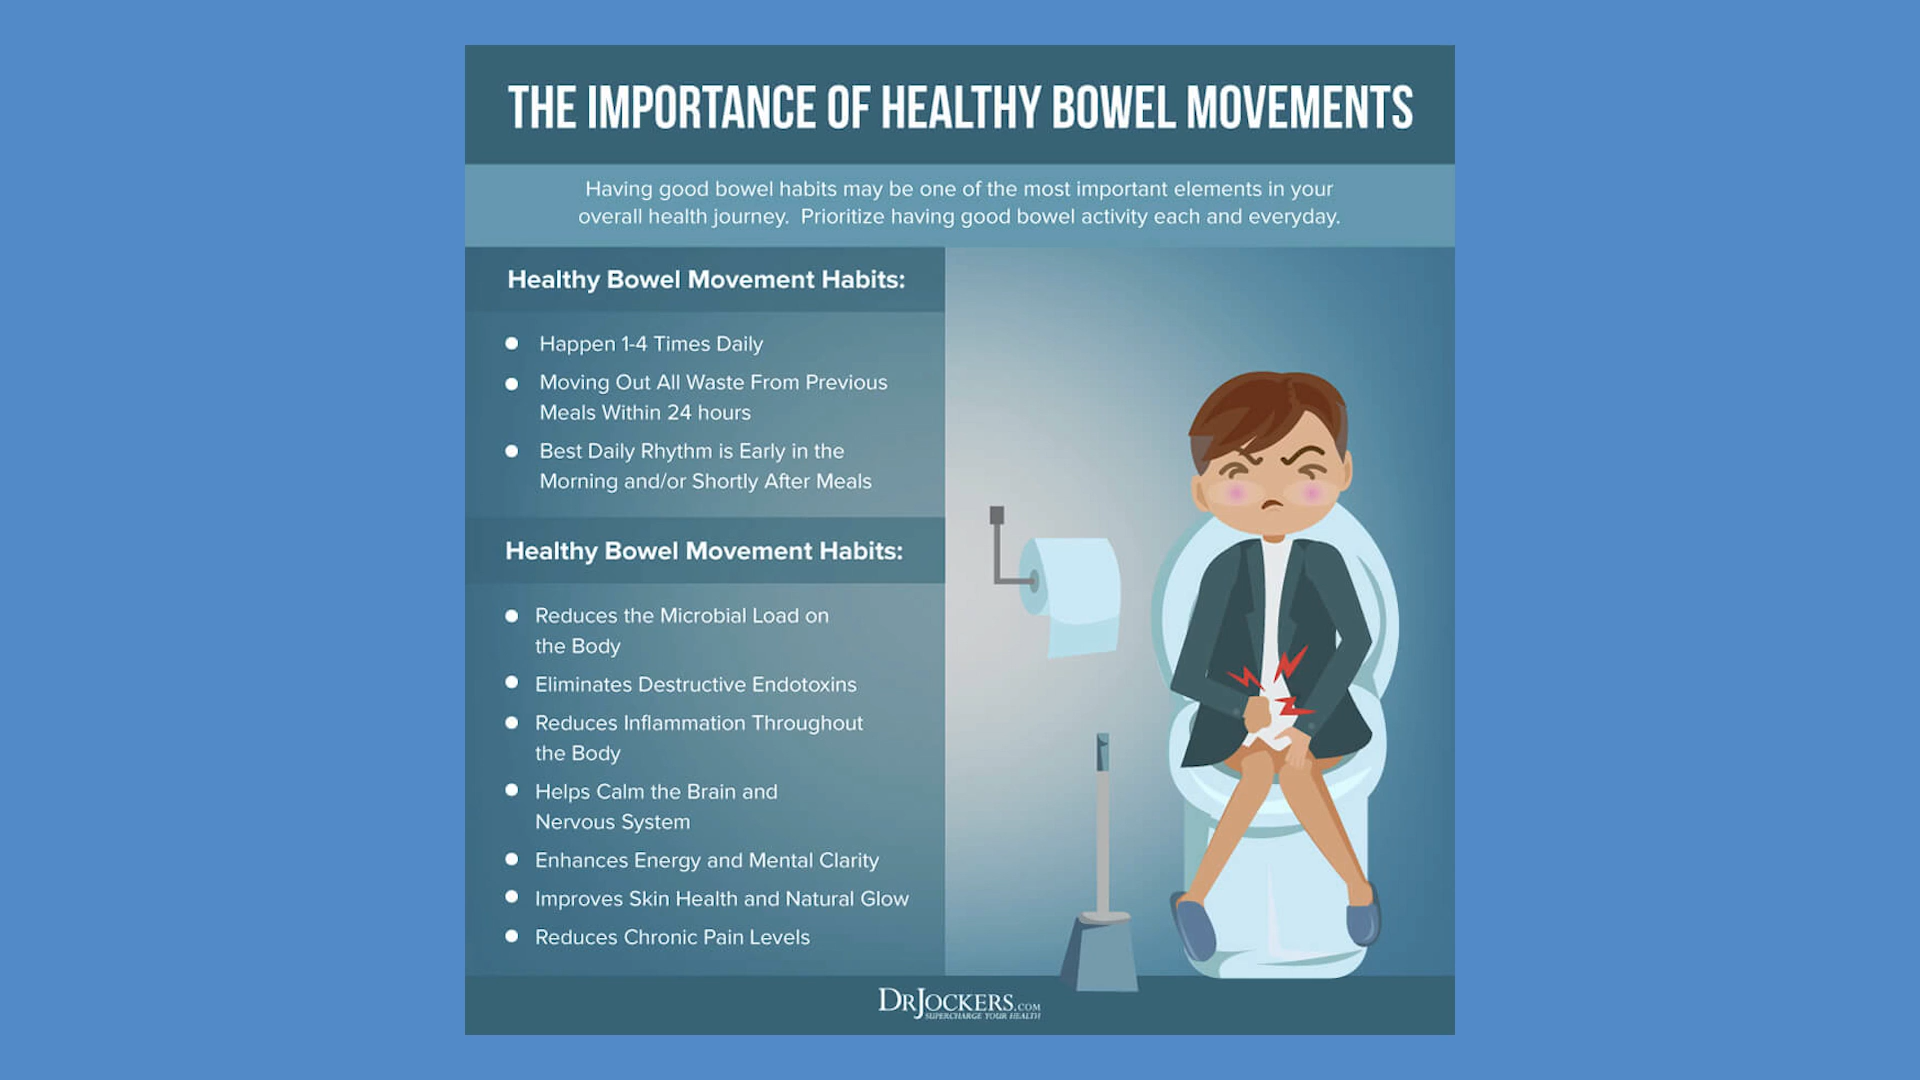 THE IMPORTANCE OF HEALTHY BOWEL MOVEMENTS
Having good bowel habits may be one of the most important elements in your
overall health journey. Prioritize having good bowel activity each and everyday.
Healthy Bowel Movement Habits:
Happen 1-4 Times Daily
Moving Out All Waste From Previous
Meals Within 24 hours
Best Daily Rhythm is Early in the
Morning and/or Shortly After Meals
Healthy Bowel Movement Habits:
Reduces the Microbial Load on
the Body
Eliminates Destructive Endotoxins
Reduces Inflammation Throughout
the Body
Helps Calm the Brain and
Nervous System
Enhances Energy and Mental Clarity
Improves Skin Health and Natural Glow
Reduces Chronic Pain Levels
DRJOCKERS.COM
SUPERCHARGE YOUR HEALTH